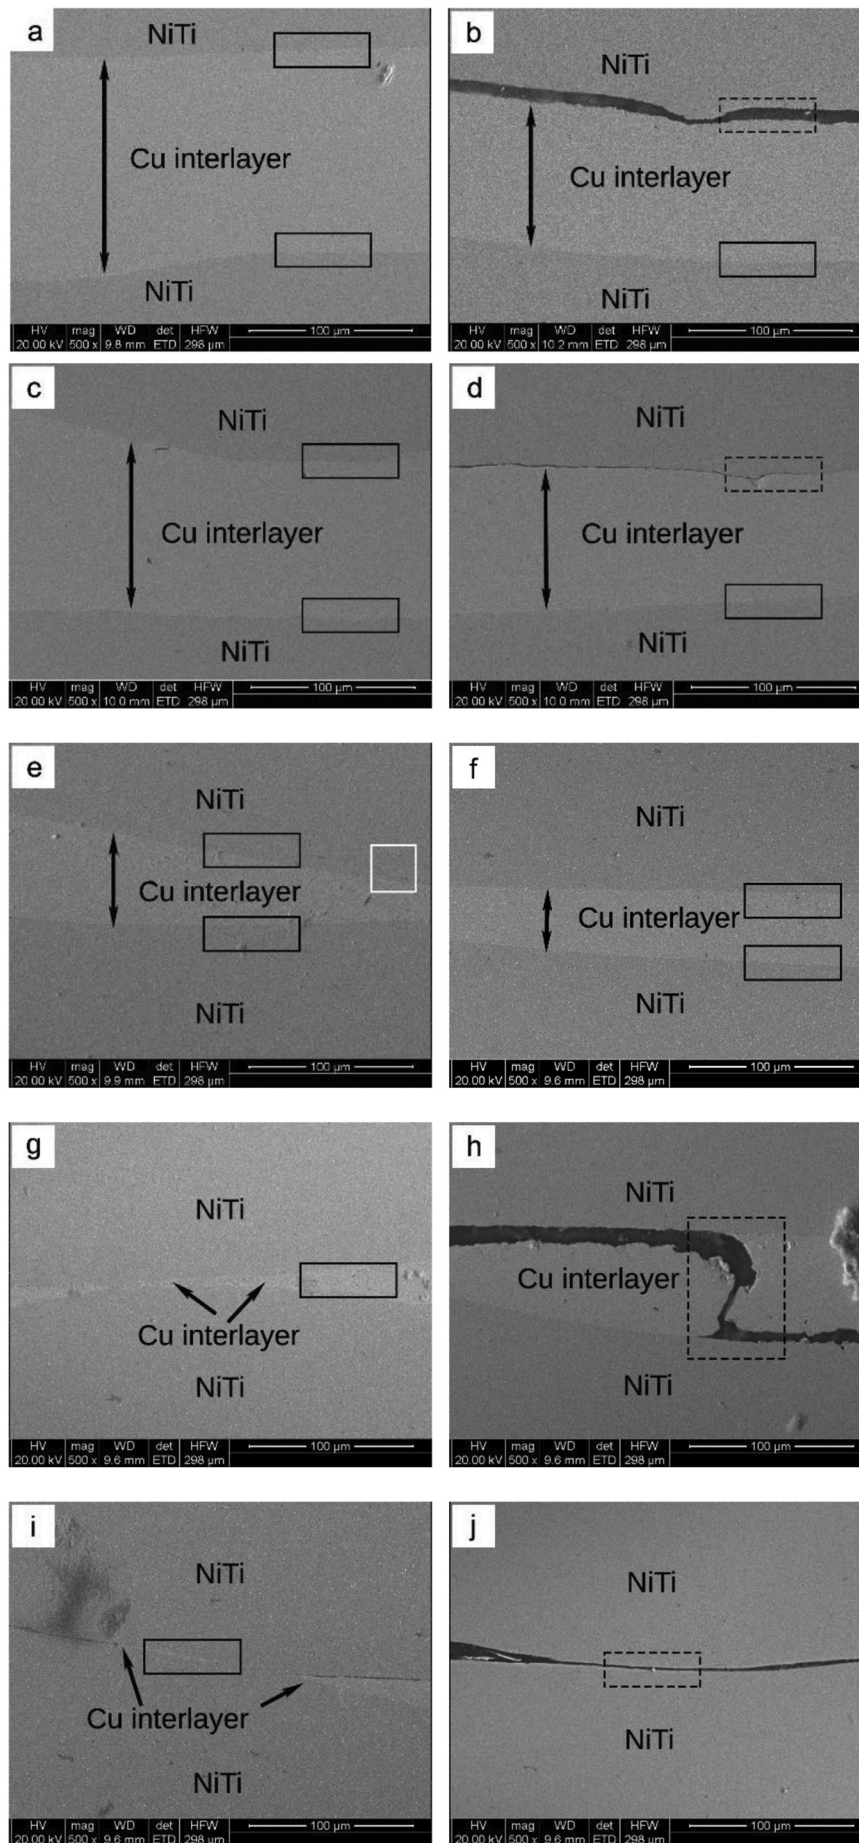 a
NiTi
Cu interlayer
NiTi
HV mag WD det HFW 100 µm
20.00 kV 500 x 9.8 mm ETD 298 µm
b
NiTi
Cu interlayer
NiTi
HV mag WD det HFW 100 µm
20.00 kV 500 x 10.2 mm ETD 298 µm
c
NiTi
Cu interlayer
NiTi
HV mag WD det HFW 100 µm
20.00 kV 500 x 10.0 mm ETD 298 µm
d
NiTi
Cu interlayer
NiTi
HV mag WD det HFW 100 µm
20.00 kV 500 x 10.0 mm ETD 298 µm
e
NiTi
Cu interlayer
NiTi
HV mag WD det HFW 100 µm
20.00 kV 500 x 9.9 mm ETD 298 µm
f
NiTi
Cu interlayer
NiTi
HV mag WD det HFW 100 µm
20.00 kV 500 x 9.6 mm ETD 298 µm
g
NiTi
Cu interlayer
NiTi
HV mag WD det HFW 100 µm
20.00 kV 500 x 9.6 mm ETD 298 µm
h
NiTi
Cu interlayer
NiTi
HV mag WD det HFW 100 µm
20.00 kV 500 x 9.6 mm ETD 298 µm
i
NiTi
Cu interlayer
NiTi
HV mag WD det HFW 100 µm
20.00 kV 500 x 9.6 mm ETD 298 µm
j
NiTi
NiTi
HV mag WD det HFW 100 µm
20.00 kV 500 x 9.6 mm ETD 298 µm